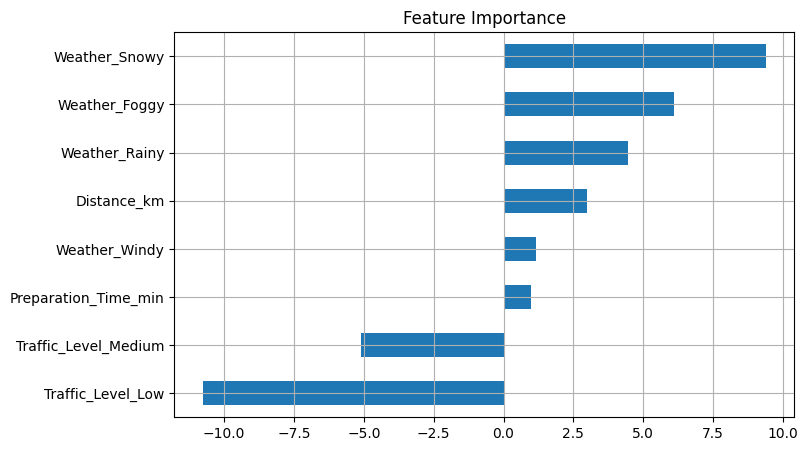 Feature Importance
Weather_Snowy
Weather_Foggy
Weather_Rainy
Distance_km
Weather_Windy
Preparation_Time_min
Traffic_Level_Medium
Traffic_Level_Low
−10.0 −7.5 −5.0 −2.5 0.0 2.5 5.0 7.5 10.0